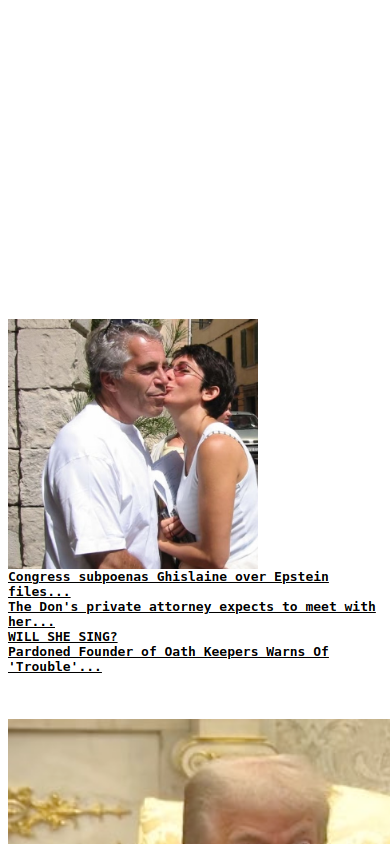 Congress subpoenas Ghislaine over Epstein
files...
The Don's private attorney expects to meet with
her...
WILL SHE SING?
Pardoned Founder of Oath Keepers Warns Of
'Trouble'...